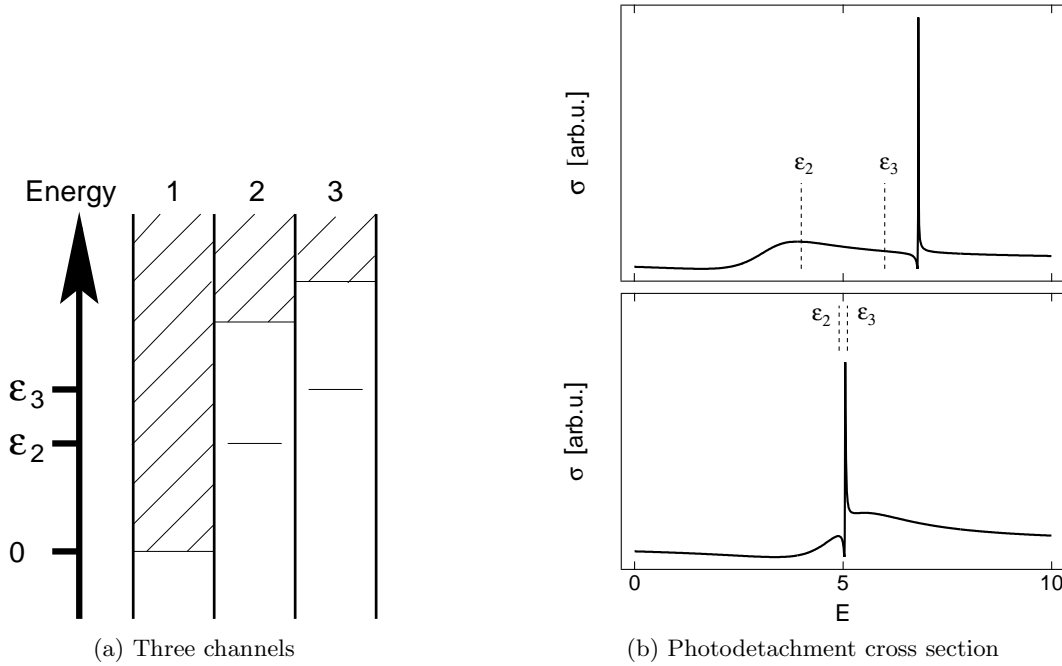 Energy 1 2 3
ε3
ε2
0
(a) Three channels
σ [arb.u.]
ε2 ε3
σ [arb.u.]
ε2 ε3
0 5 10
E
(b) Photodetachment cross section